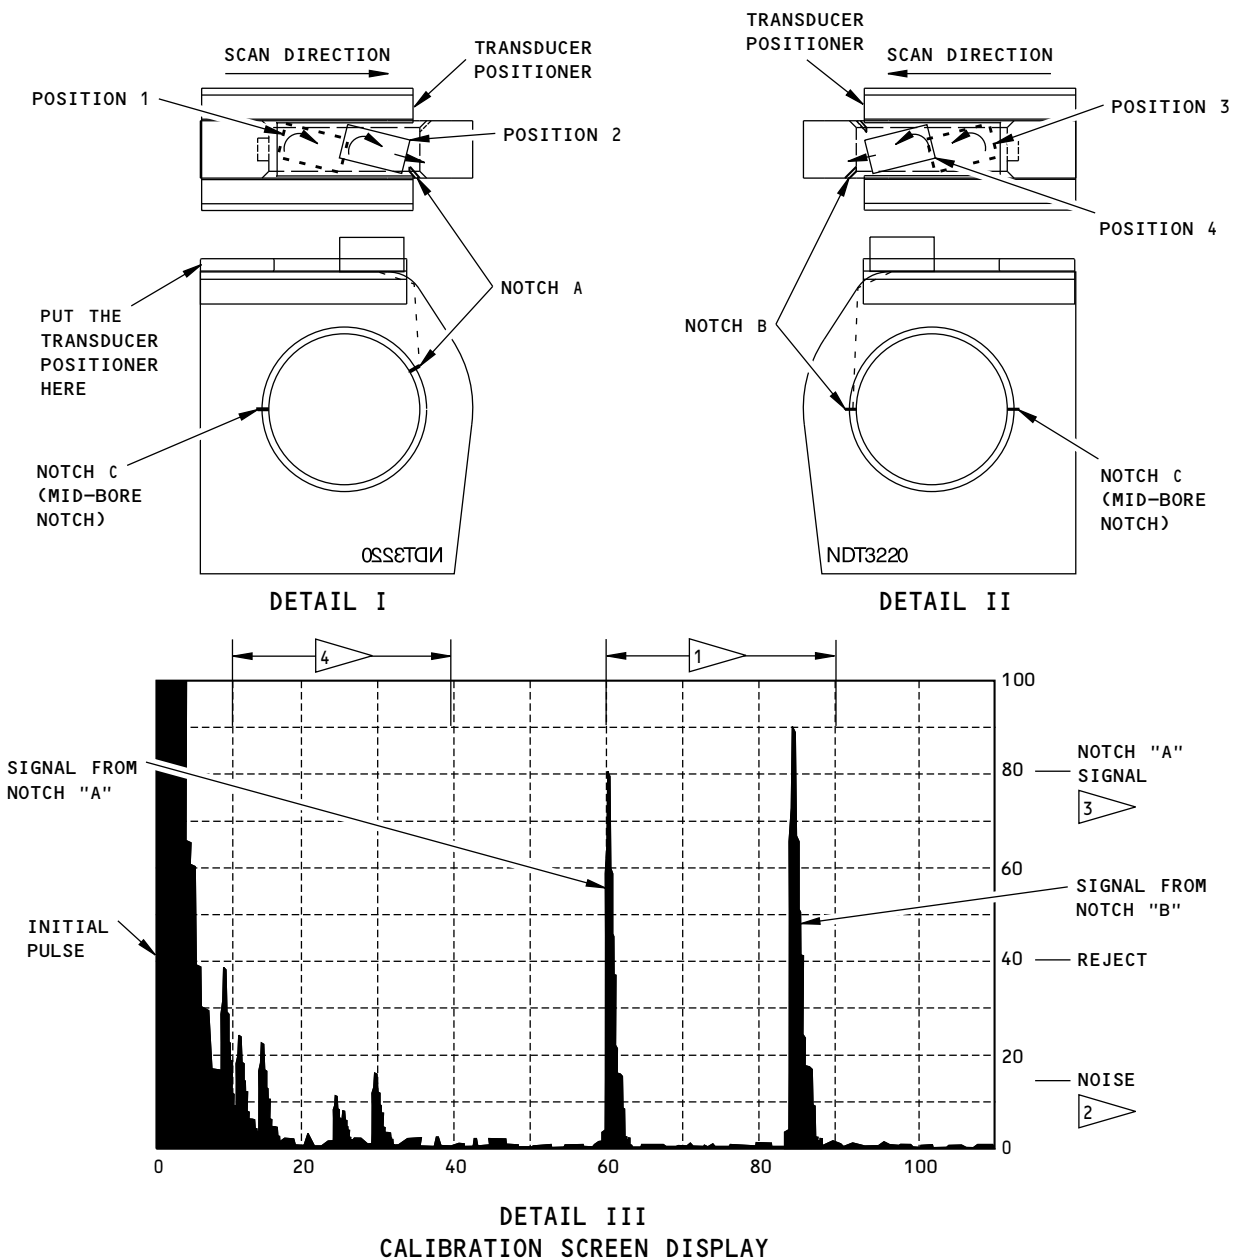 SCAN DIRECTION
TRANSDUCER
POSITIONER
POSITION 1
POSITION 2
NOTCH A
PUT THE
TRANSDUCER
POSITIONER
HERE
NOTCH C
(MID-BORE
NOTCH)
NDT3220
DETAIL I
TRANSDUCER
POSITIONER
SCAN DIRECTION
POSITION 3
POSITION 4
NOTCH B
NOTCH C
(MID-BORE
NOTCH)
NDT3220
DETAIL II
4
1
100
80
60
40
20
0
NOTCH "A"
SIGNAL
3
SIGNAL FROM
NOTCH "A"
SIGNAL FROM
NOTCH "B"
INITIAL
PULSE
REJECT
NOISE
2
0
20
40
60
80
100
DETAIL III
CALIBRATION SCREEN DISPLAY